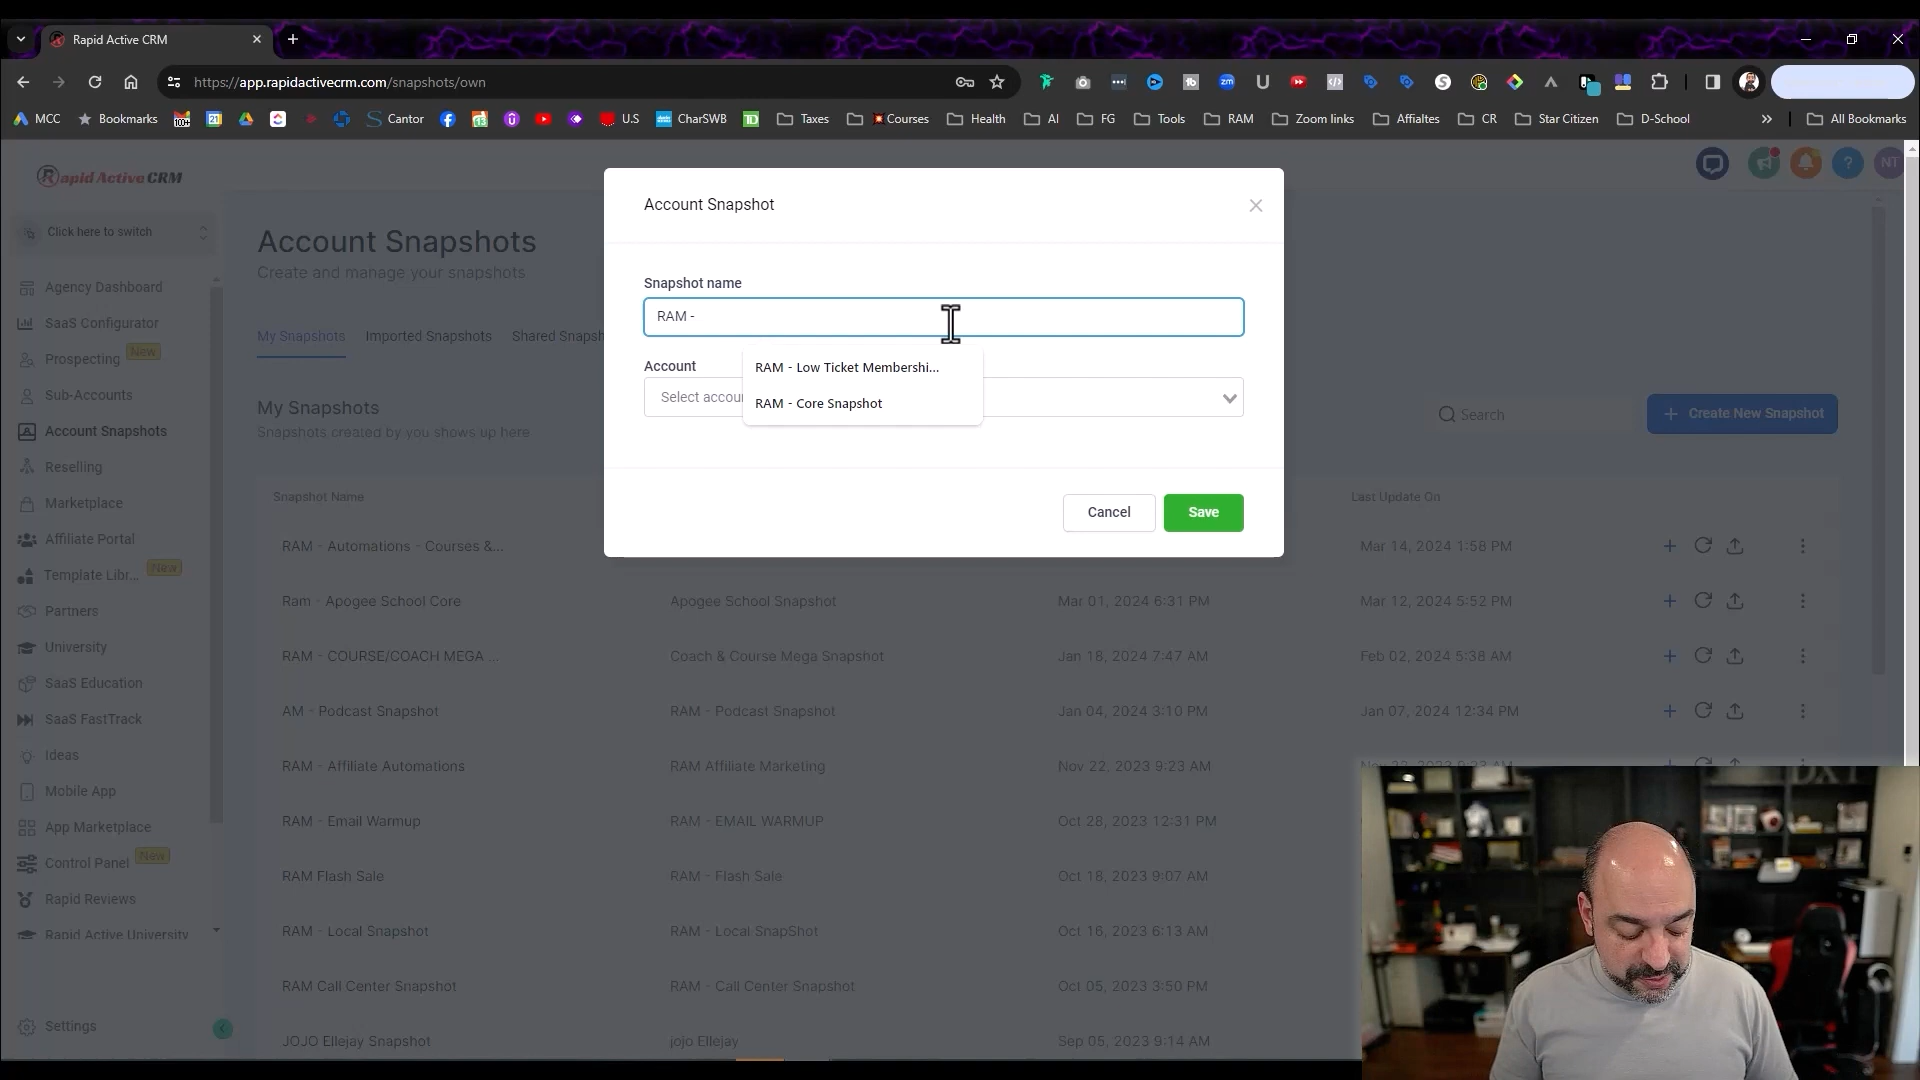 Rapid Active CRM
https://app.rapidactivecrm.com/snapshots/own
MCC
Bookmarks
Cantor
U.S
CharSWB
Taxes
Courses
Health
AI
FG
Tools
RAM
Zoom links
Affialtes
CR
Star Citizen
D-School
All Bookmarks
Rapid Active CRM
NT
Click here to switch
Agency Dashboard
SaaS Configurator
Prospecting New
Sub-Accounts
Account Snapshots
Reselling
Marketplace
Affiliate Portal
Template Libr... New
Partners
University
SaaS Education
SaaS FastTrack
Ideas
Mobile App
App Marketplace
Control Panel New
Rapid Reviews
Rapid Active University
Settings
Account Snapshots
Create and manage your snapshots
My Snapshots Imported Snapshots Shared Snapsh
My Snapshots
Snapshots created by you shows up here
Search
+ Create New Snapshot
Account Snapshot
Snapshot name
RAM -
RAM - Low Ticket Membershi...
RAM - Core Snapshot
Account
Select accou
Cancel
Save
Snapshot Name Last Update On
RAM - Automations - Courses &... Mar 14, 2024 1:58 PM
Ram - Apogee School Core Apogee School Snapshot Mar 01, 2024 6:31 PM Mar 12, 2024 5:52 PM
RAM - COURSE/COACH MEGA ... Coach & Course Mega Snapshot Jan 18, 2024 7:47 AM Feb 02, 2024 5:38 AM
AM - Podcast Snapshot RAM - Podcast Snapshot Jan 04, 2024 3:10 PM Jan 07, 2024 12:34 PM
RAM - Affiliate Automations RAM Affiliate Marketing Nov 22, 2023 9:23 AM
RAM - Email Warmup RAM - EMAIL WARMUP Oct 28, 2023 12:31 PM
RAM Flash Sale RAM - Flash Sale Oct 18, 2023 9:07 AM
RAM - Local Snapshot RAM - Local SnapShot Oct 16, 2023 6:13 AM
RAM Call Center Snapshot RAM - Call Center Snapshot Oct 05, 2023 3:50 PM
JOJO Ellejay Snapshot jojo Ellejay Sep 05, 2023 9:14 AM